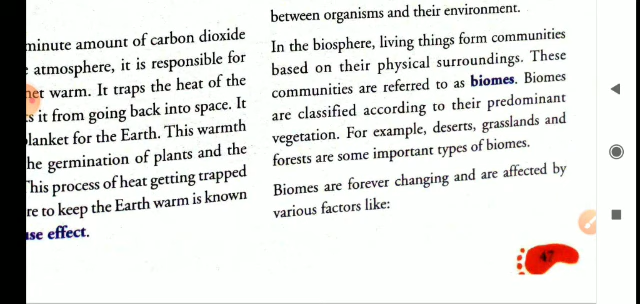 minute amount of carbon dioxide
atmosphere, it is responsible for
warm. It traps the heat of the
it from going back into space. It
blanket for the Earth. This warmth
the germination of plants and the
This process of heat getting trapped
to keep the Earth warm is known
effect.
between organisms and their environment.
In the biosphere, living things form communities
based on their physical surroundings. These
communities are referred to as biomes. Biomes
are classified according to their predominant
vegetation. For example, deserts, grasslands and
forests are some important types of biomes.
Biomes are forever changing and are affected by
various factors like:
47